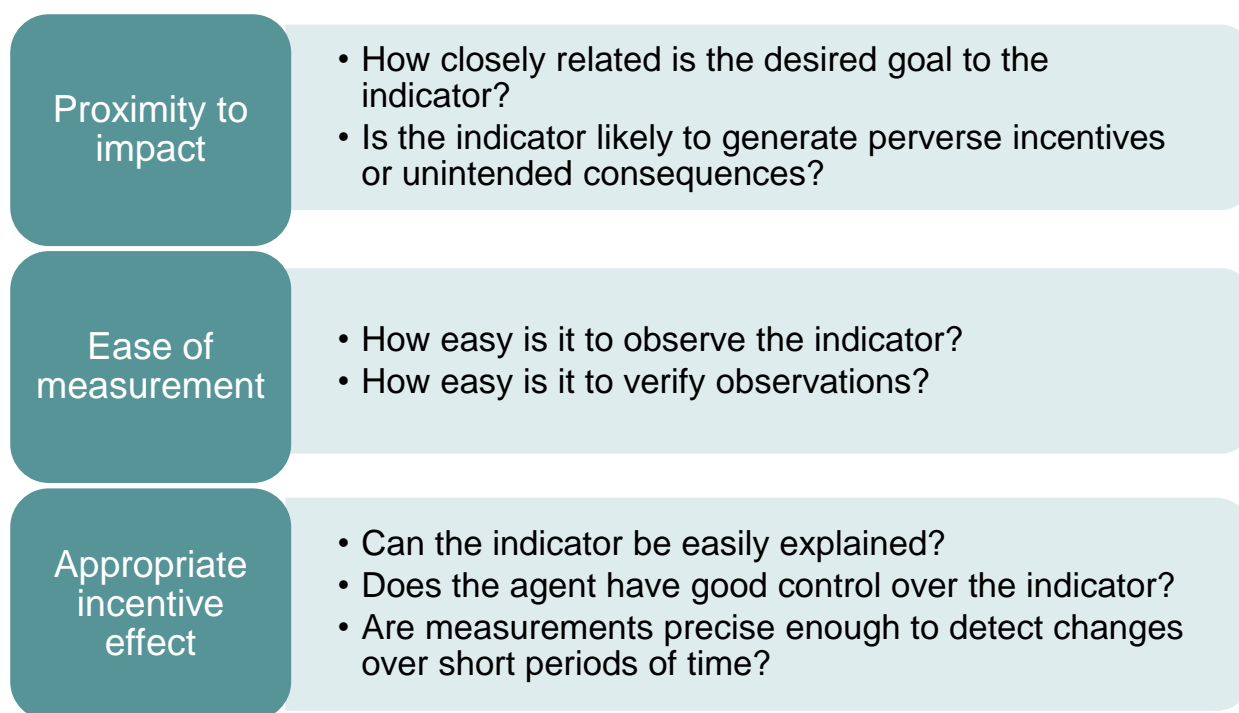 Proximity to
impact
• How closely related is the desired goal to the
indicator?
• Is the indicator likely to generate perverse incentives
or unintended consequences?
Ease of
measurement
• How easy is it to observe the indicator?
• How easy is it to verify observations?
Appropriate
incentive
effect
• Can the indicator be easily explained?
• Does the agent have good control over the indicator?
• Are measurements precise enough to detect changes
over short periods of time?